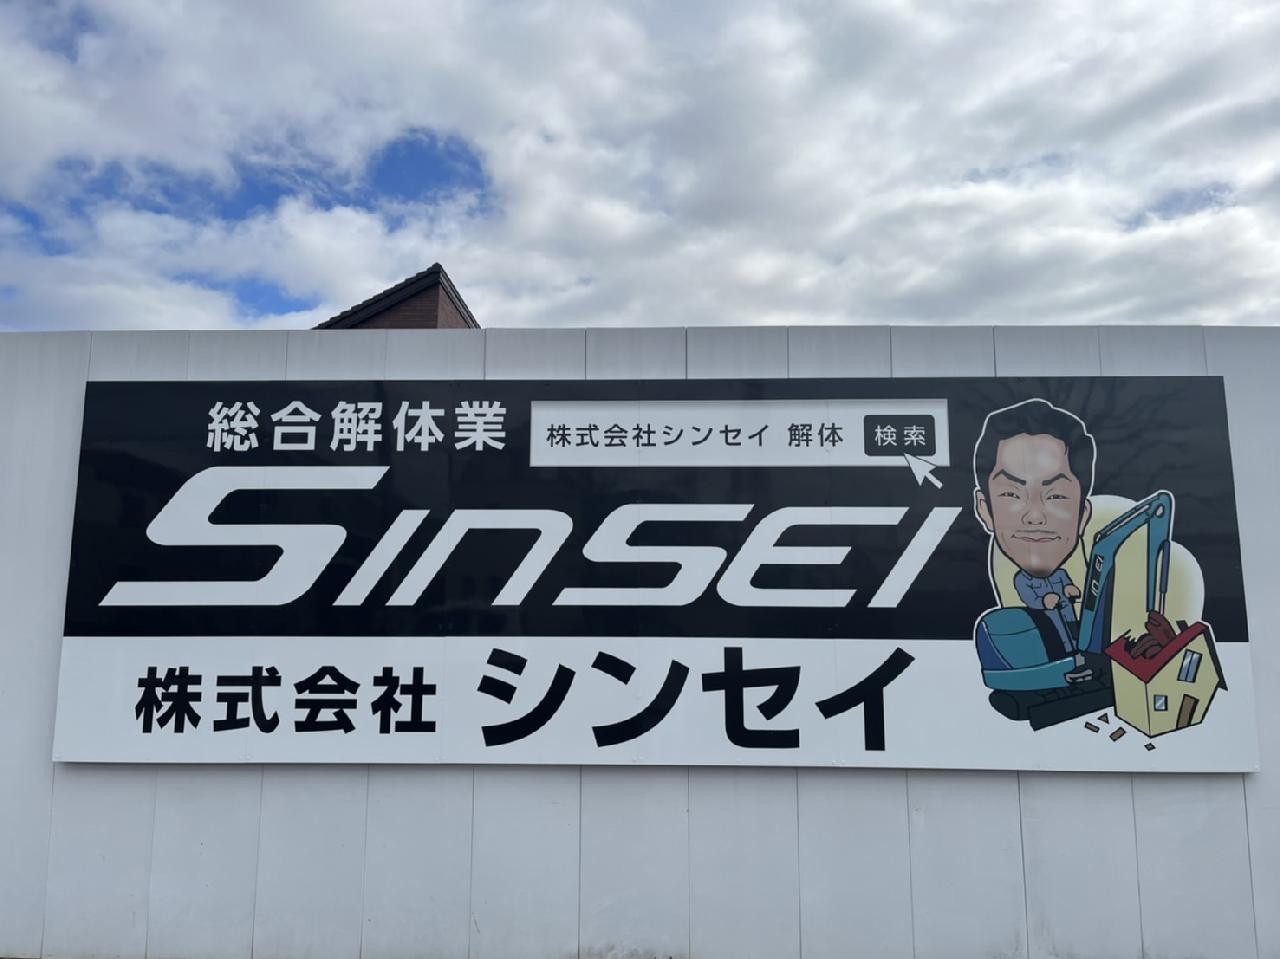 総合解体業
株式会社シンセイ 解体 検索
SINSEI
株式会社 シンセイ